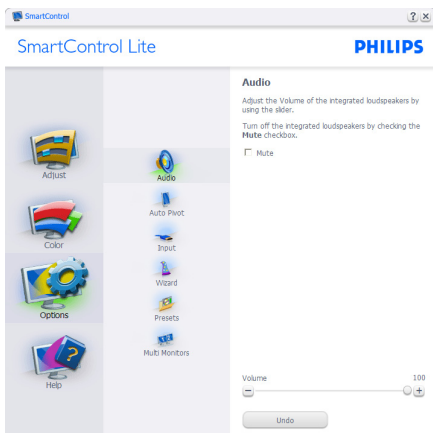 SmartControl
SmartControl Lite
PHILIPS
Adjust
Color
Options
Help
Audio
Auto Pivot
Input
Wizard
Presets
Multi Monitors
Audio
Adjust the Volume of the integrated loudspeakers by
using the slider.
Turn off the integrated loudspeakers by checking the
Mute checkbox.
Mute
Volume 100
Undo